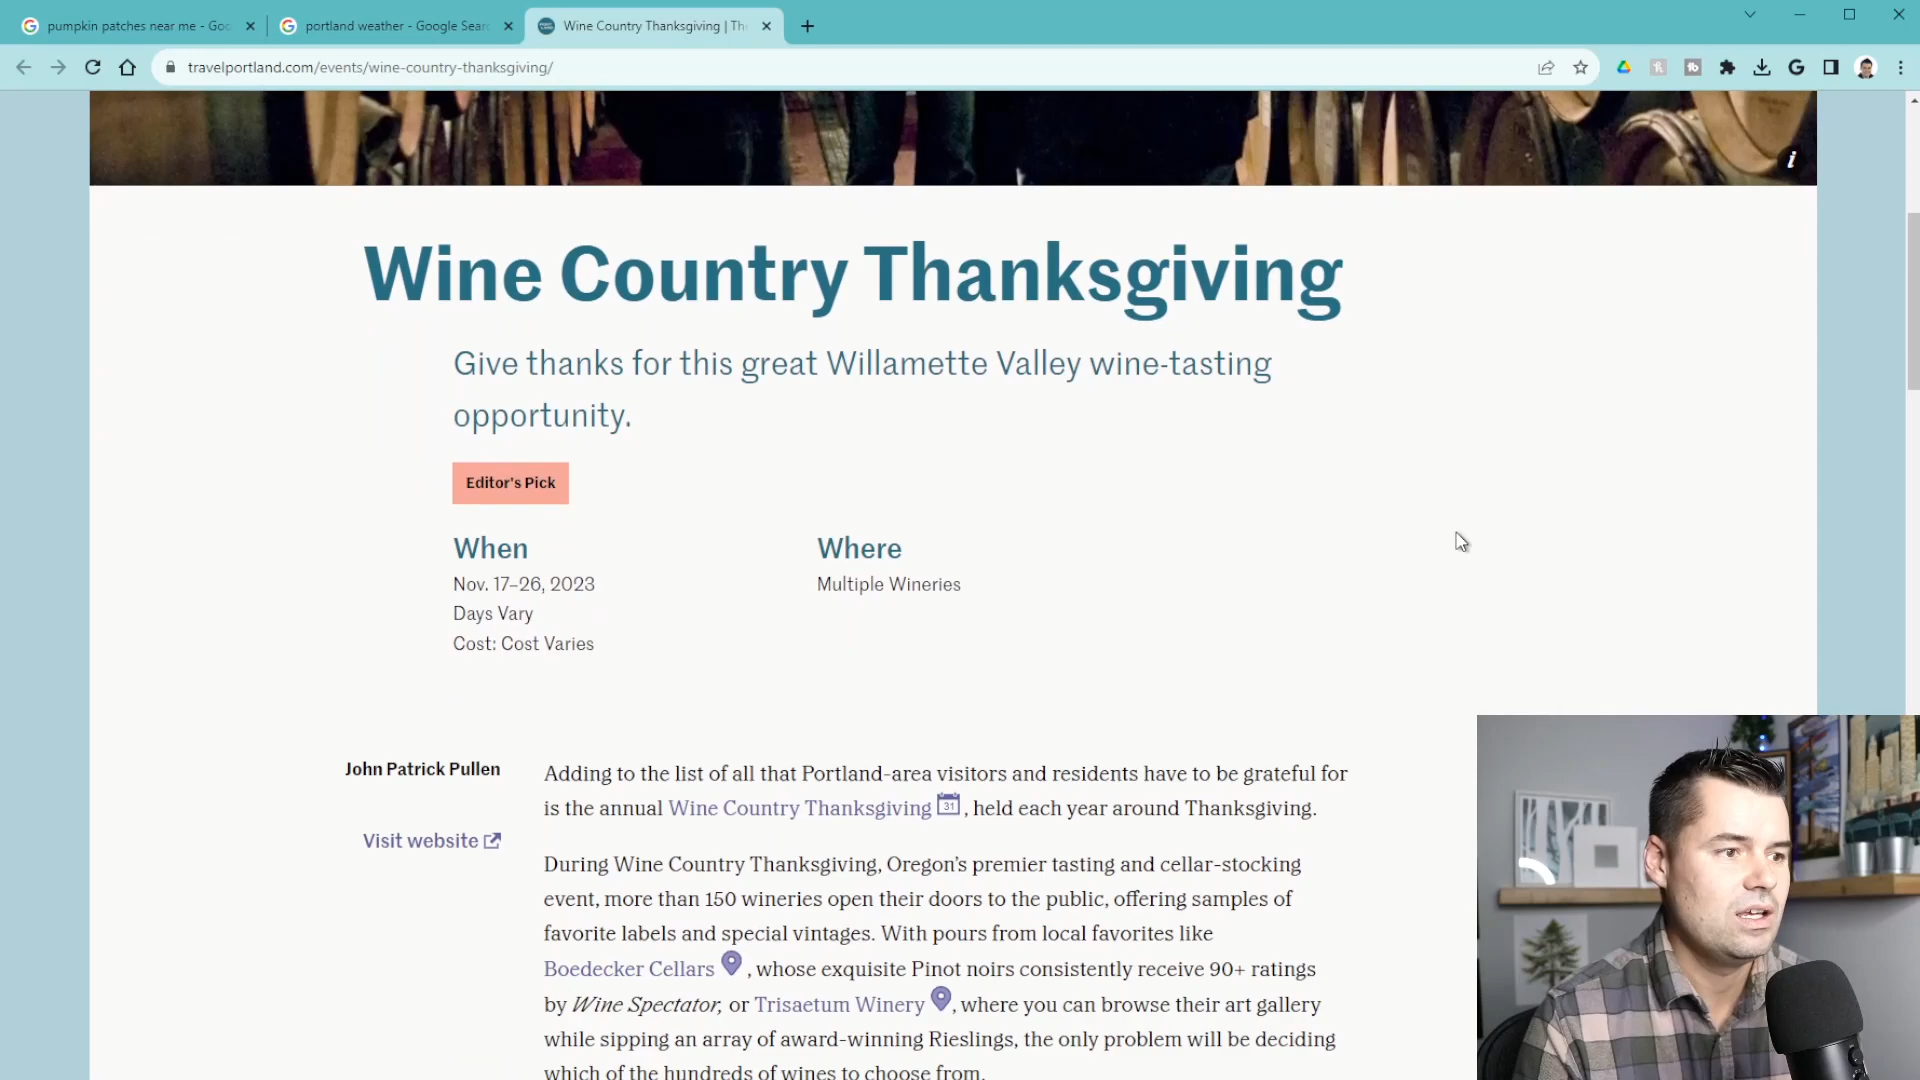 pumpkin patches near me - Goo
portland weather - Google Searc
Wine Country Thanksgiving | Th
travelportland.com/events/wine-country-thanksgiving/
i
Wine Country Thanksgiving
Give thanks for this great Willamette Valley wine-tasting
opportunity.
Editor's Pick
When
Where
Nov. 17–26, 2023
Multiple Wineries
Days Vary
Cost: Cost Varies
John Patrick Pullen
Visit website
Adding to the list of all that Portland-area visitors and residents have to be grateful for
is the annual Wine Country Thanksgiving 31 , held each year around Thanksgiving.
During Wine Country Thanksgiving, Oregon's premier tasting and cellar-stocking
event, more than 150 wineries open their doors to the public, offering samples of
favorite labels and special vintages. With pours from local favorites like
Boedecker Cellars , whose exquisite Pinot noirs consistently receive 90+ ratings
by Wine Spectator, or Trisaetum Winery , where you can browse their art gallery
while sipping an array of award-winning Rieslings, the only problem will be deciding
which of the hundreds of wines to choose from.